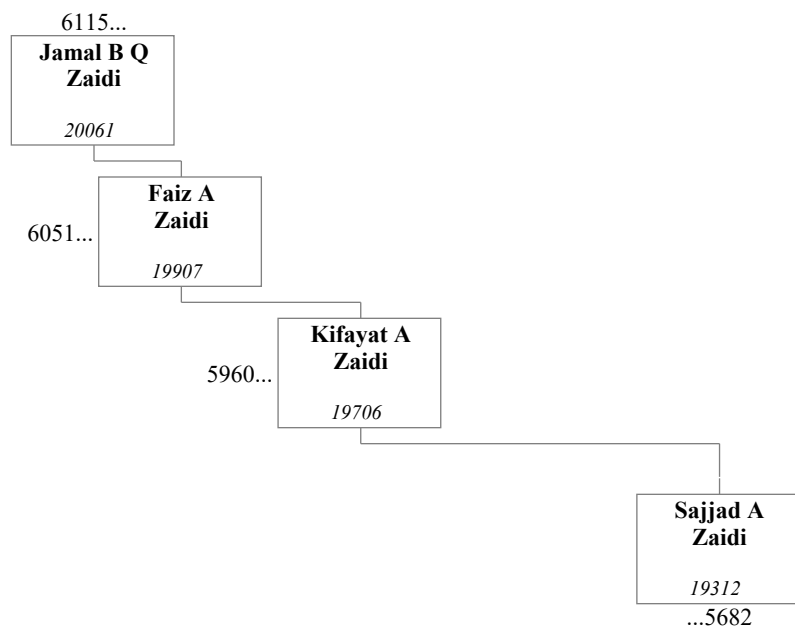 6115...
Jamal B Q
Zaidi
20061
Faiz A
Zaidi
6051...
19907
Kifayat A
Zaidi
5960...
19706
Sajjad A
Zaidi
19312
...5682